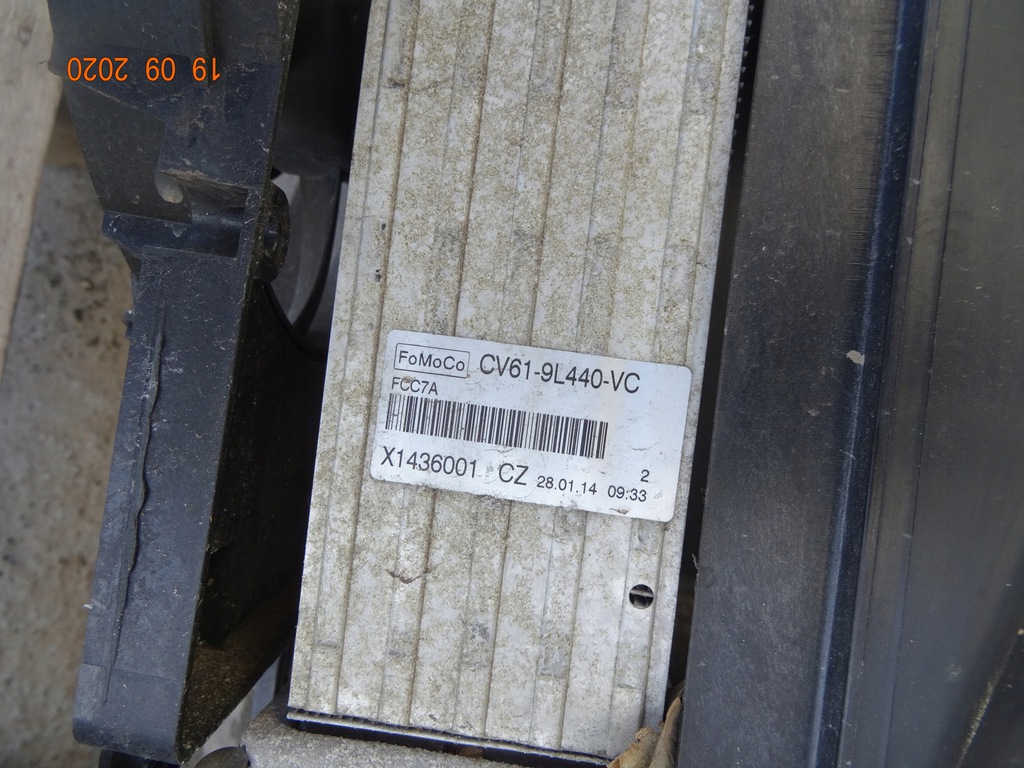 19 09 2020
FoMoCo CV61-9L440-VC
FCC7A
2
X1436001 CZ 28.01.14 09:33